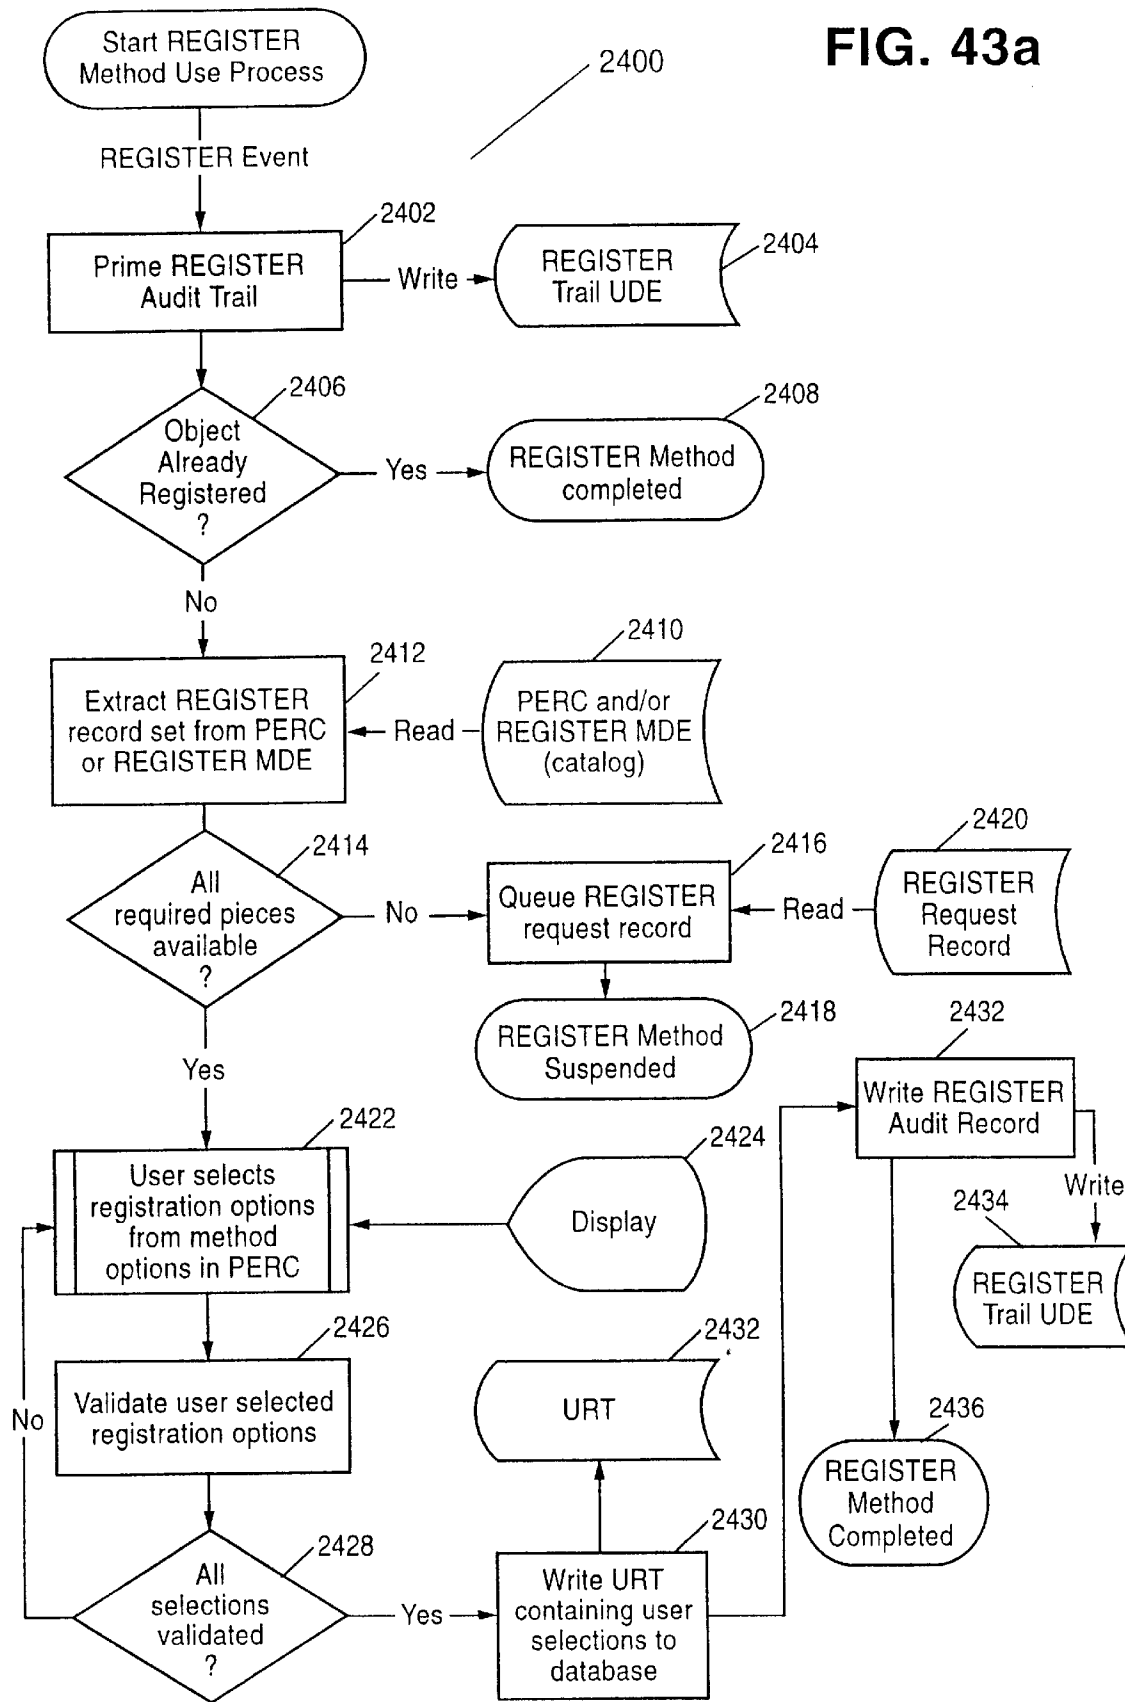 Start REGISTER
Method Use Process
FIG. 43a
2400
REGISTER Event
2402
Prime REGISTER
Audit Trail
Write
REGISTER
Trail UDE
2404
2406
Object
Already
Registered
?
Yes
2408
REGISTER Method
completed
No
2412
Extract REGISTER
record set from PERC
or REGISTER MDE
Read
2410
PERC and/or
REGISTER MDE
(catalog)
2414
All
required pieces
available
?
No
2416
Queue REGISTER
request record
Read
2420
REGISTER
Request
Record
2418
REGISTER Method
Suspended
Yes
2422
User selects
registration options
from method
options in PERC
2424
Display
2426
Validate user selected
registration options
No
2428
All
selections
validated
?
Yes
2432
URT
2430
Write URT
containing user
selections to
database
2432
Write REGISTER
Audit Record
Write
2434
REGISTER
Trail UDE
2436
REGISTER
Method
Completed